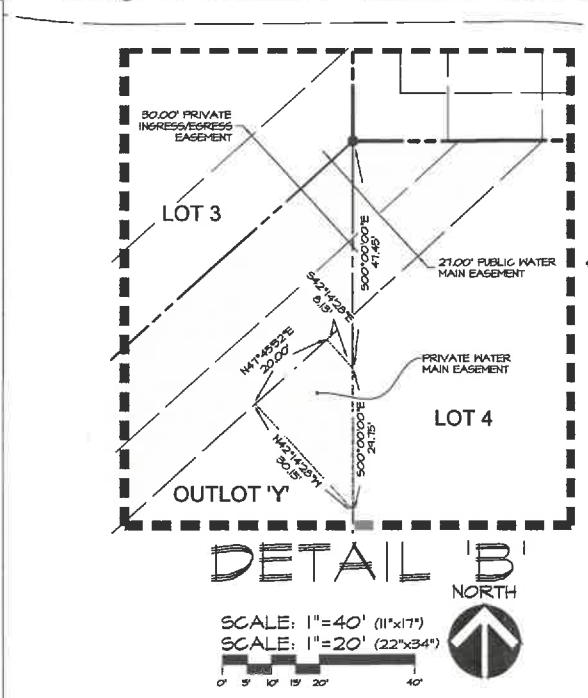 30.00' PRIVATE
INGRESS/EGRESS
EASEMENT
LOT 3
S00°00'00"E
47.45'
27.00' PUBLIC WATER
MAIN EASEMENT
S42°14'28"E
8.13'
N47°45'32"E
20.00'
PRIVATE WATER
MAIN EASEMENT
LOT 4
S00°00'00"E
29.75'
N42°14'28"W
30.15'
OUTLOT 'Y'
DETAIL 'B'
NORTH
SCALE: 1"=40' (11"x17")
SCALE: 1"=20' (22"x34")
0' 5' 10' 15' 20' 40'